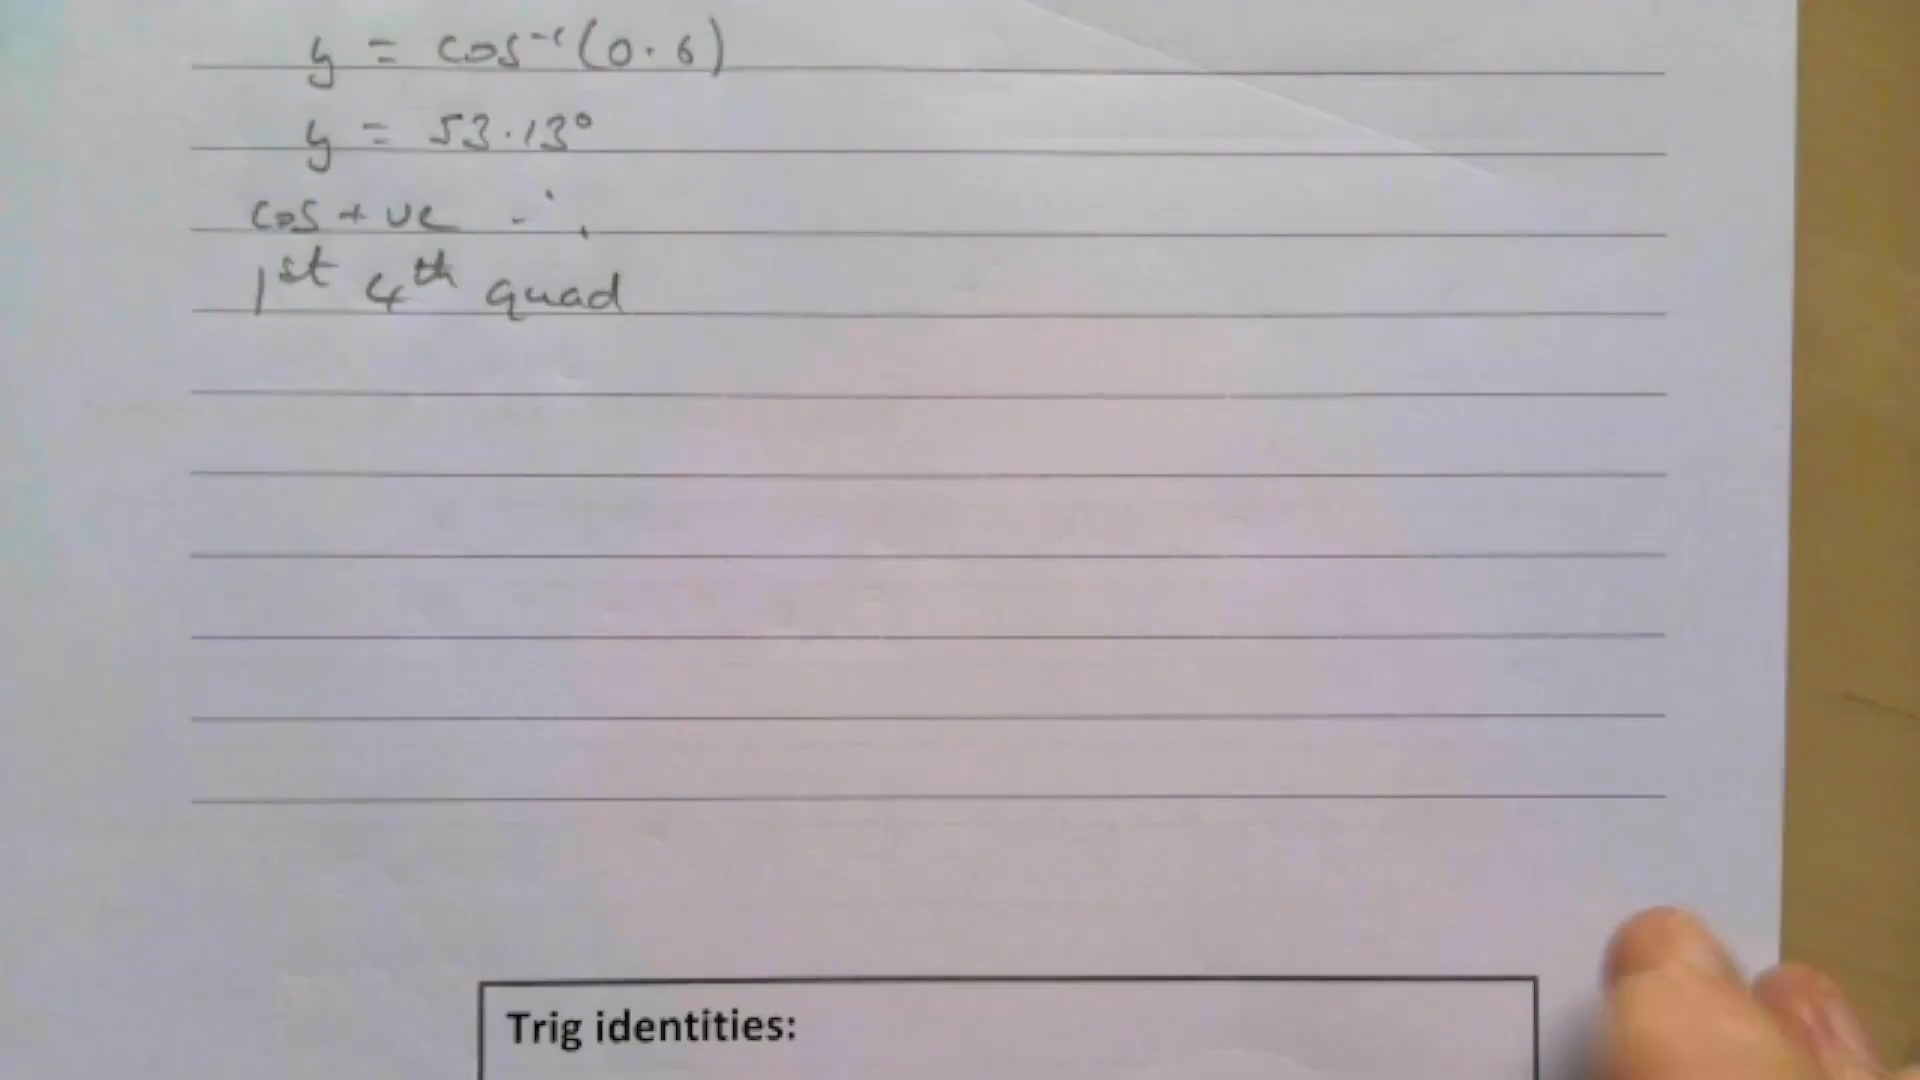 y = cos⁻¹(0.6)
y = 53.13°
cos +ve ∴
1st 4th quad
Trig identities: